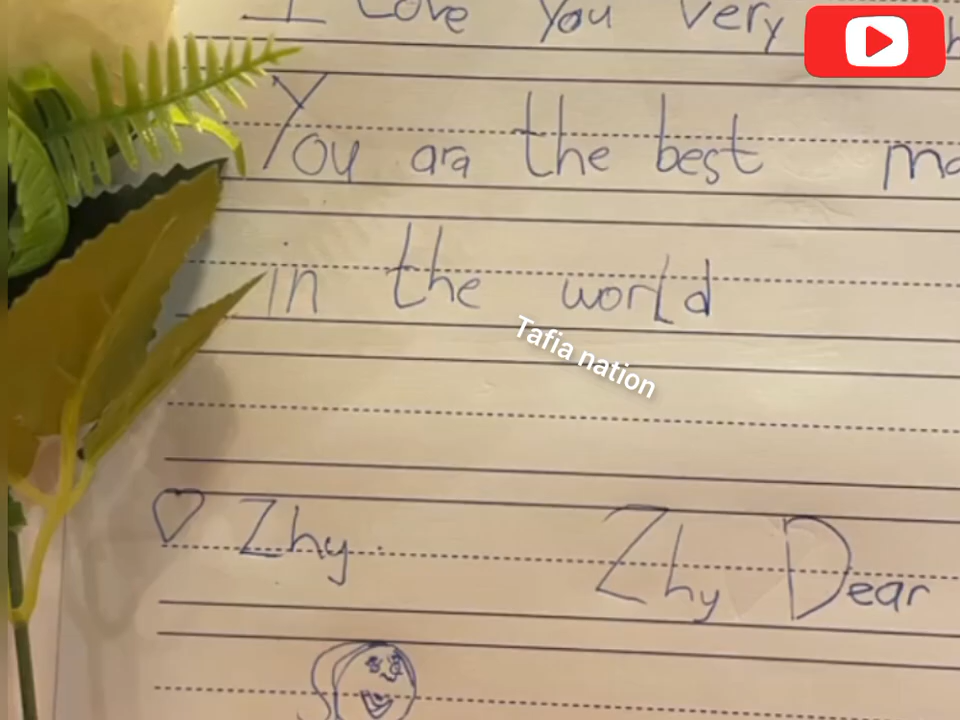 I Love You very
You ara the best
in the world
Tafia nation
♡ Zhy. Zhy Dear